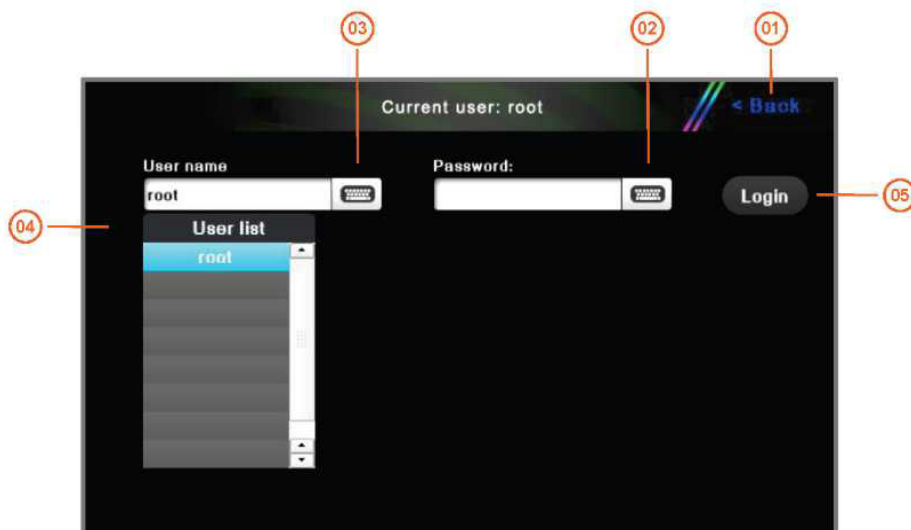 03 02 01
Current user: root
< Back
User name
Password:
root
Login
05
04
User list
root